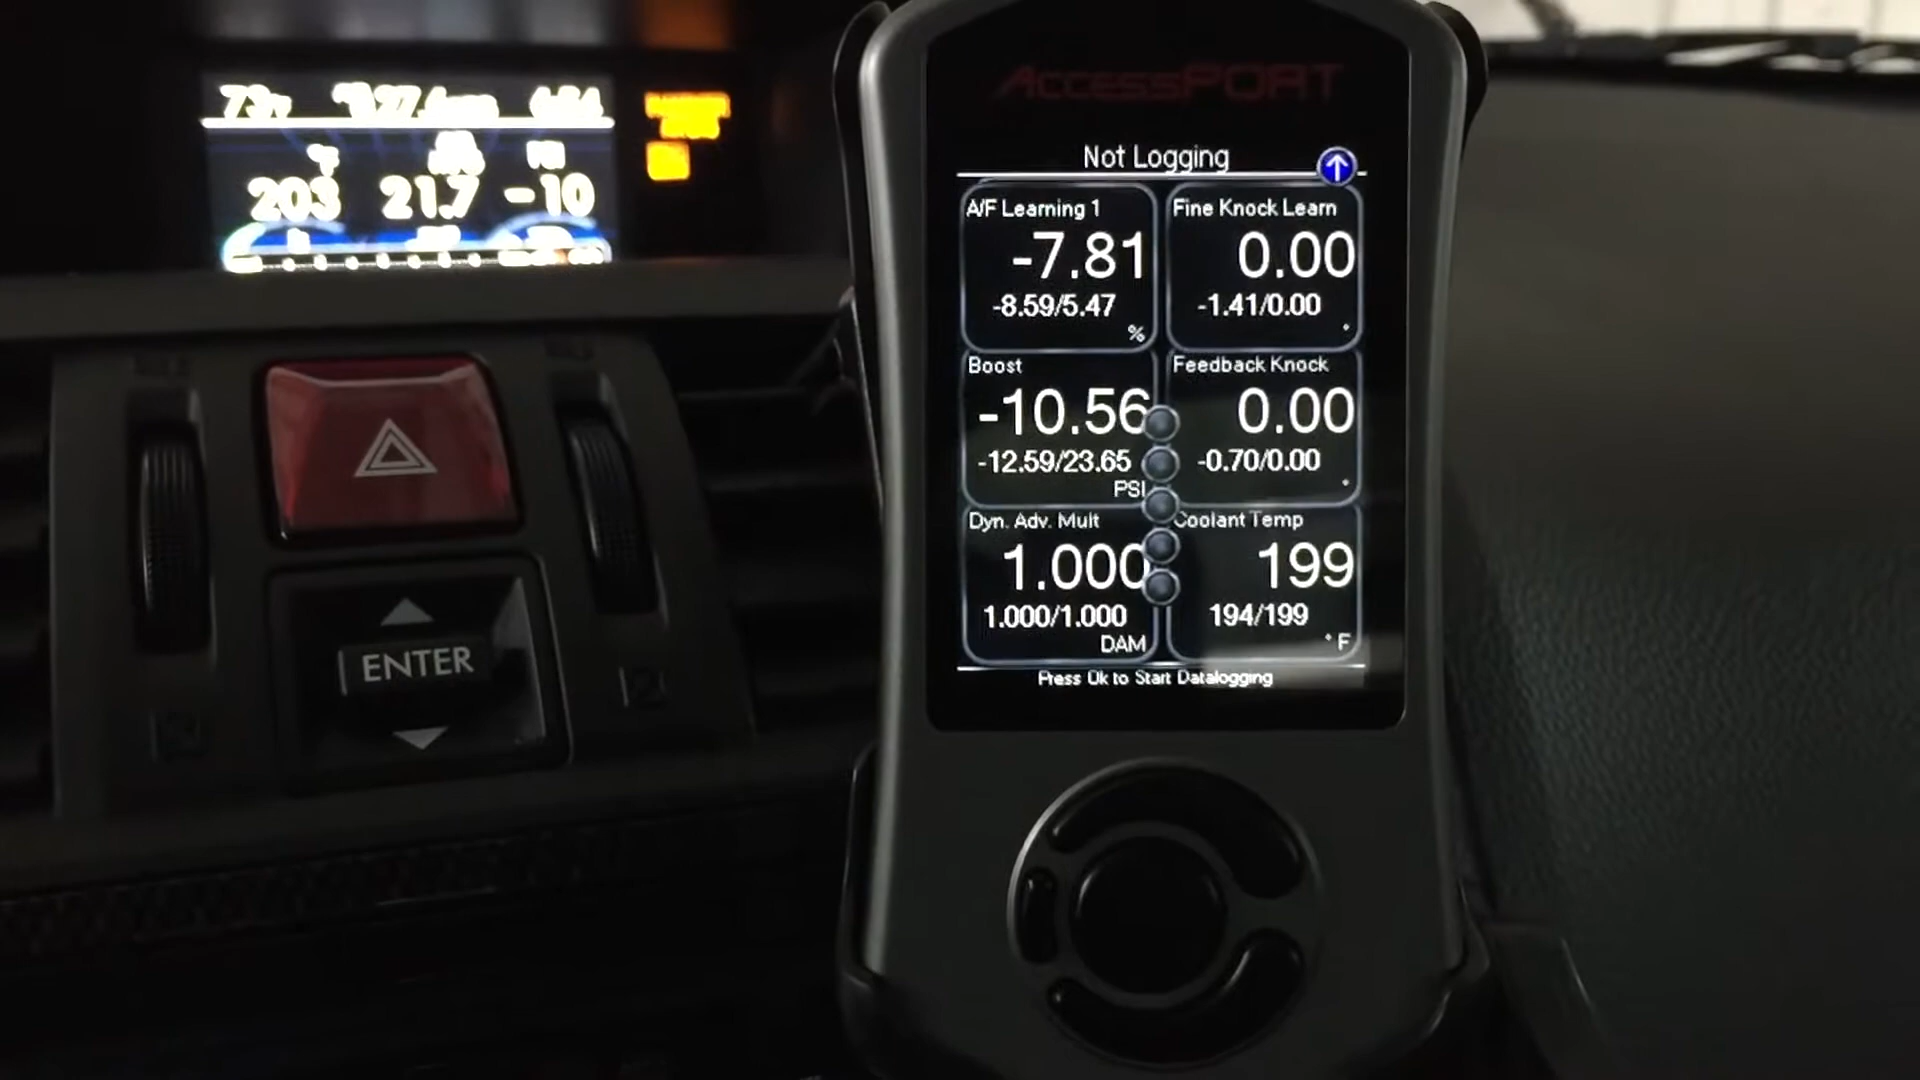 203 21.7 -10
AccessPORT
Not Logging
A/F Learning 1
-7.81
-8.59/5.47
%
Fine Knock Learn
0.00
-1.41/0.00
°
Boost
-10.56
-12.59/23.65
PSI
Feedback Knock
0.00
-0.70/0.00
°
Dyn. Adv. Mult
1.000
1.000/1.000
DAM
Coolant Temp
199
194/199
°F
Press Ok to Start Datalogging
ENTER